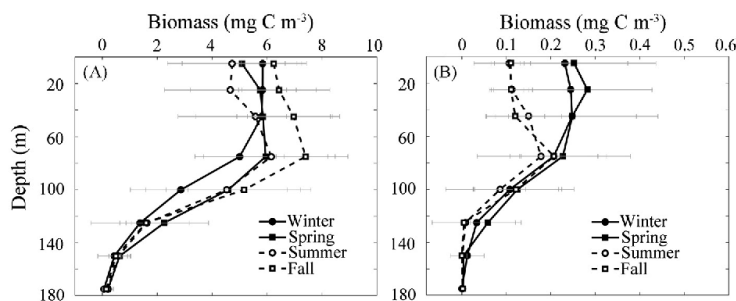 Biomass (mg C m⁻³)
0 2 4 6 8 10
(A)
Depth (m)
20
60
100
140
180
Winter
Spring
Summer
Fall
Biomass (mg C m⁻³)
0 0.1 0.2 0.3 0.4 0.5 0.6
(B)
20
60
100
140
180
Winter
Spring
Summer
Fall